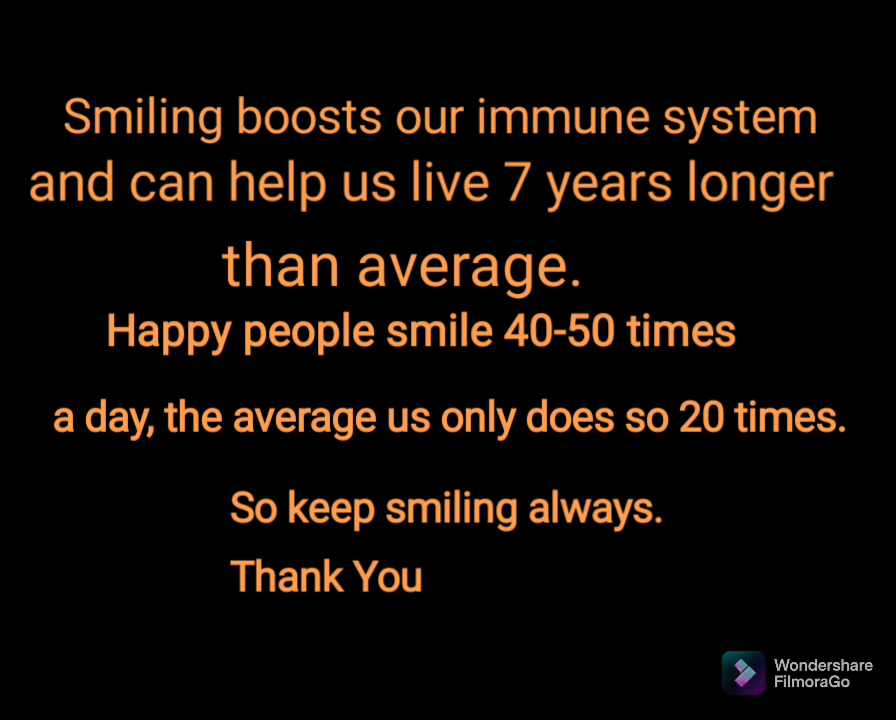 Smiling boosts our immune system
and can help us live 7 years longer
than average.
Happy people smile 40-50 times
a day, the average us only does so 20 times.
So keep smiling always.
Thank You
Wondershare
FilmoraGo